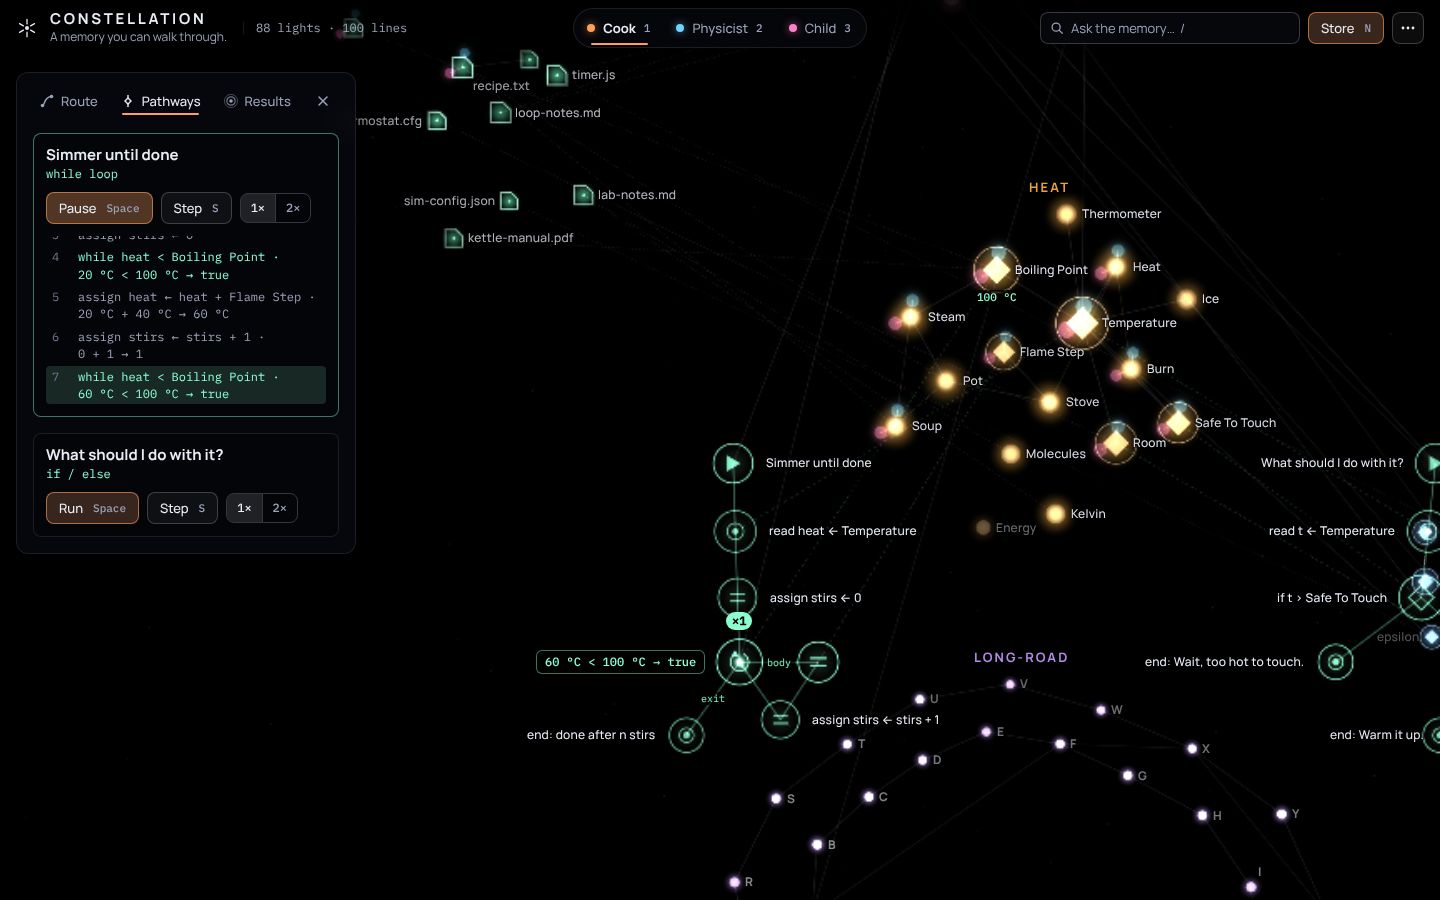 CONSTELLATION
A memory you can walk through.
88 lights · 100 lines
Cook 1
Physicist 2
Child 3
Ask the memory… /
Store N
Route
Pathways
Results
Simmer until done
while loop
Pause Space
Step S
1×
2×
3 assign stirs ← 0
4 while heat < Boiling Point ·
20 °C < 100 °C → true
5 assign heat ← heat + Flame Step ·
20 °C + 40 °C → 60 °C
6 assign stirs ← stirs + 1 ·
0 + 1 → 1
7 while heat < Boiling Point ·
60 °C < 100 °C → true
What should I do with it?
if / else
Run Space
Step S
1×
2×
recipe.txt
timer.js
rmostat.cfg
loop-notes.md
sim-config.json
lab-notes.md
kettle-manual.pdf
HEAT
Thermometer
Boiling Point
100 °C
Heat
Ice
Steam
Temperature
Flame Step
Burn
Pot
Stove
Soup
Safe To Touch
Room
Molecules
Kelvin
Energy
Simmer until done
read heat ← Temperature
assign stirs ← 0
×1
60 °C < 100 °C → true
body
exit
assign stirs ← stirs + 1
end: done after n stirs
What should I do with it?
read t ← Temperature
if t > Safe To Touch
epsilon
end: Wait, too hot to touch.
end: Warm it up.
LONG-ROAD
V
U
W
E
T
F
X
D
G
S
C
H
Y
B
I
R